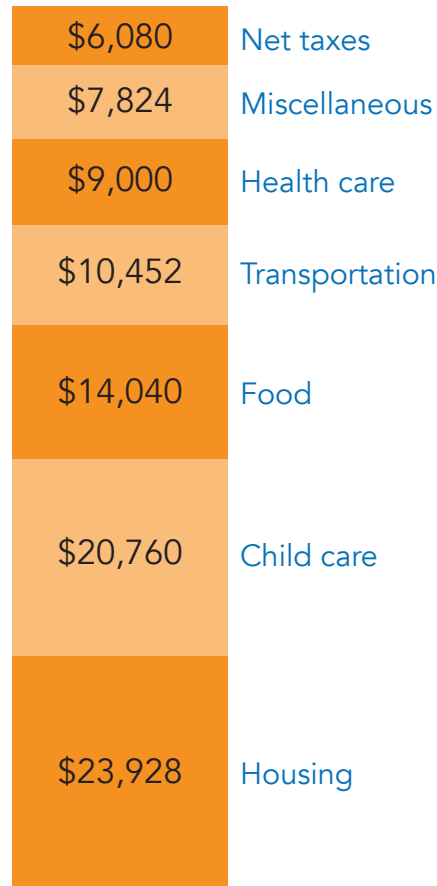 $6,080 Net taxes
$7,824 Miscellaneous
$9,000 Health care
$10,452 Transportation
$14,040 Food
$20,760 Child care
$23,928 Housing